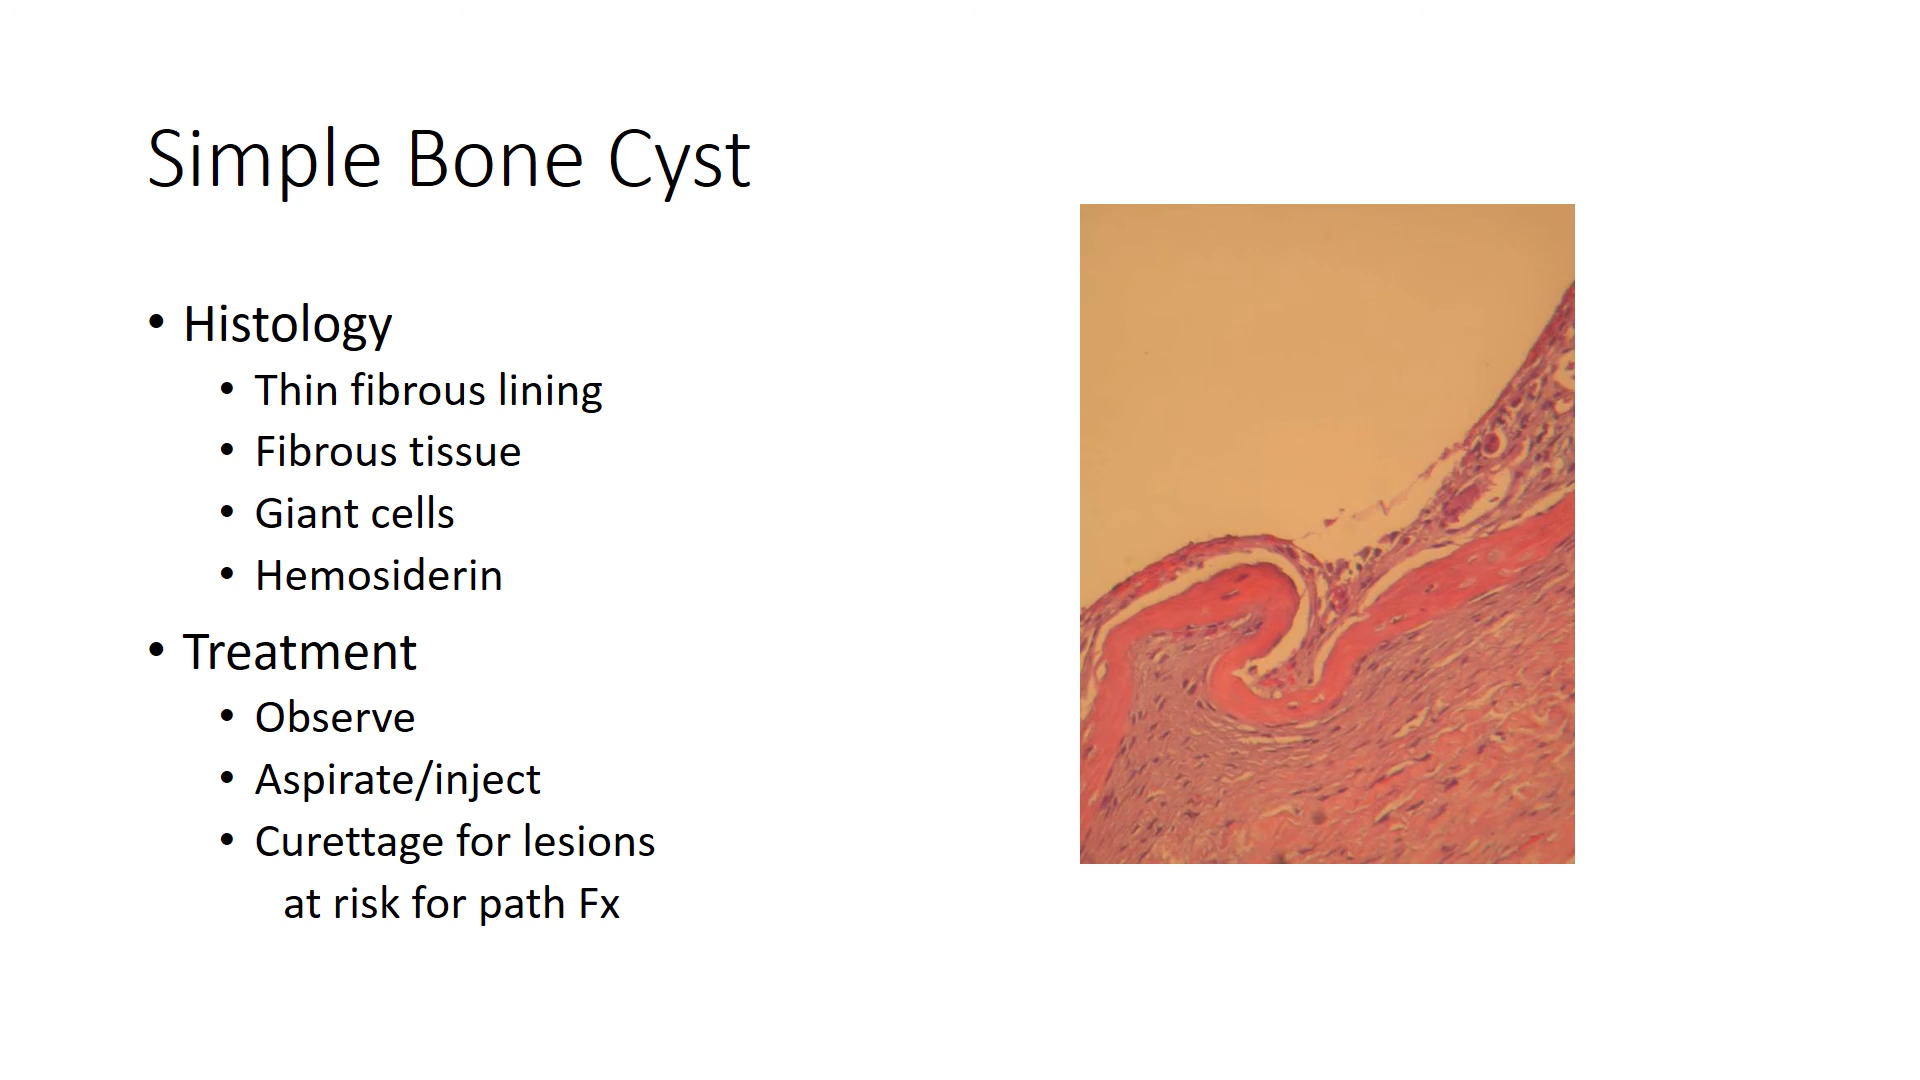 Simple Bone Cyst
• Histology
• Thin fibrous lining
• Fibrous tissue
• Giant cells
• Hemosiderin
• Treatment
• Observe
• Aspirate/inject
• Curettage for lesions
at risk for path Fx